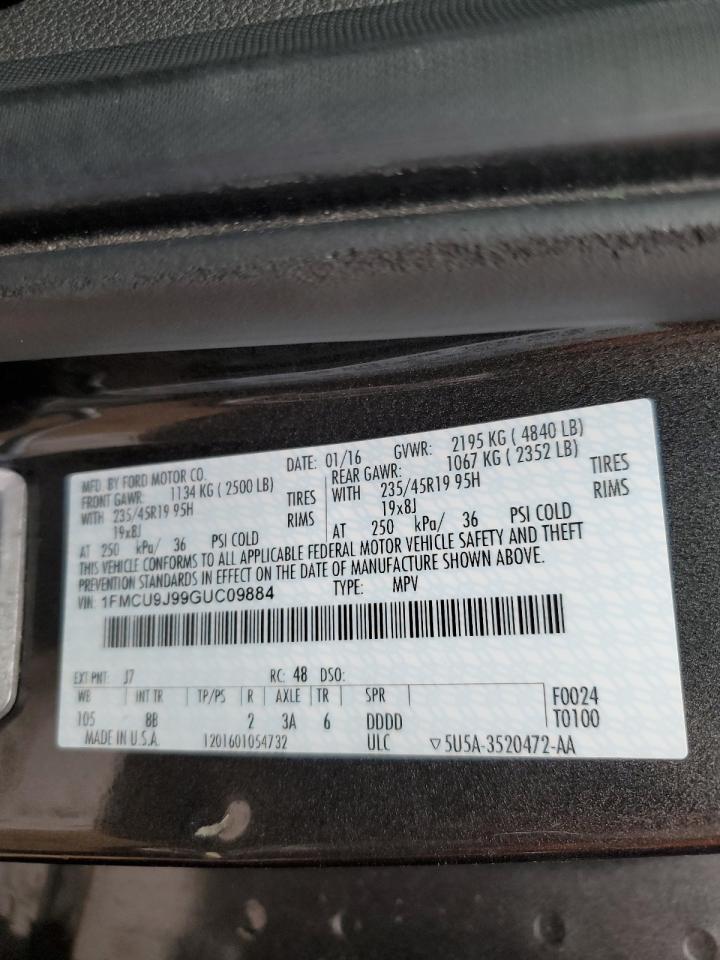 MFD. BY FORD MOTOR CO. DATE: 01/16 GVWR: 2195 KG ( 4840 LB)
FRONT GAWR: 1134 KG ( 2500 LB) REAR GAWR: 1067 KG ( 2352 LB)
WITH 235/45R19 95H TIRES WITH 235/45R19 95H TIRES
19x8J RIMS 19x8J RIMS
AT 250 kPa/ 36 PSI COLD AT 250 kPa/ 36 PSI COLD
THIS VEHICLE CONFORMS TO ALL APPLICABLE FEDERAL MOTOR VEHICLE SAFETY AND THEFT
PREVENTION STANDARDS IN EFFECT ON THE DATE OF MANUFACTURE SHOWN ABOVE.
VIN: 1FMCU9J99GUC09884 TYPE: MPV
EXT PNT: J7 RC: 48 DSO:
WB INT TR TP/PS R AXLE TR SPR F0024
105 8B 2 3A 6 DDDD T0100
MADE IN U.S.A. 1201601054732 ULC ▽5U5A-3520472-AA